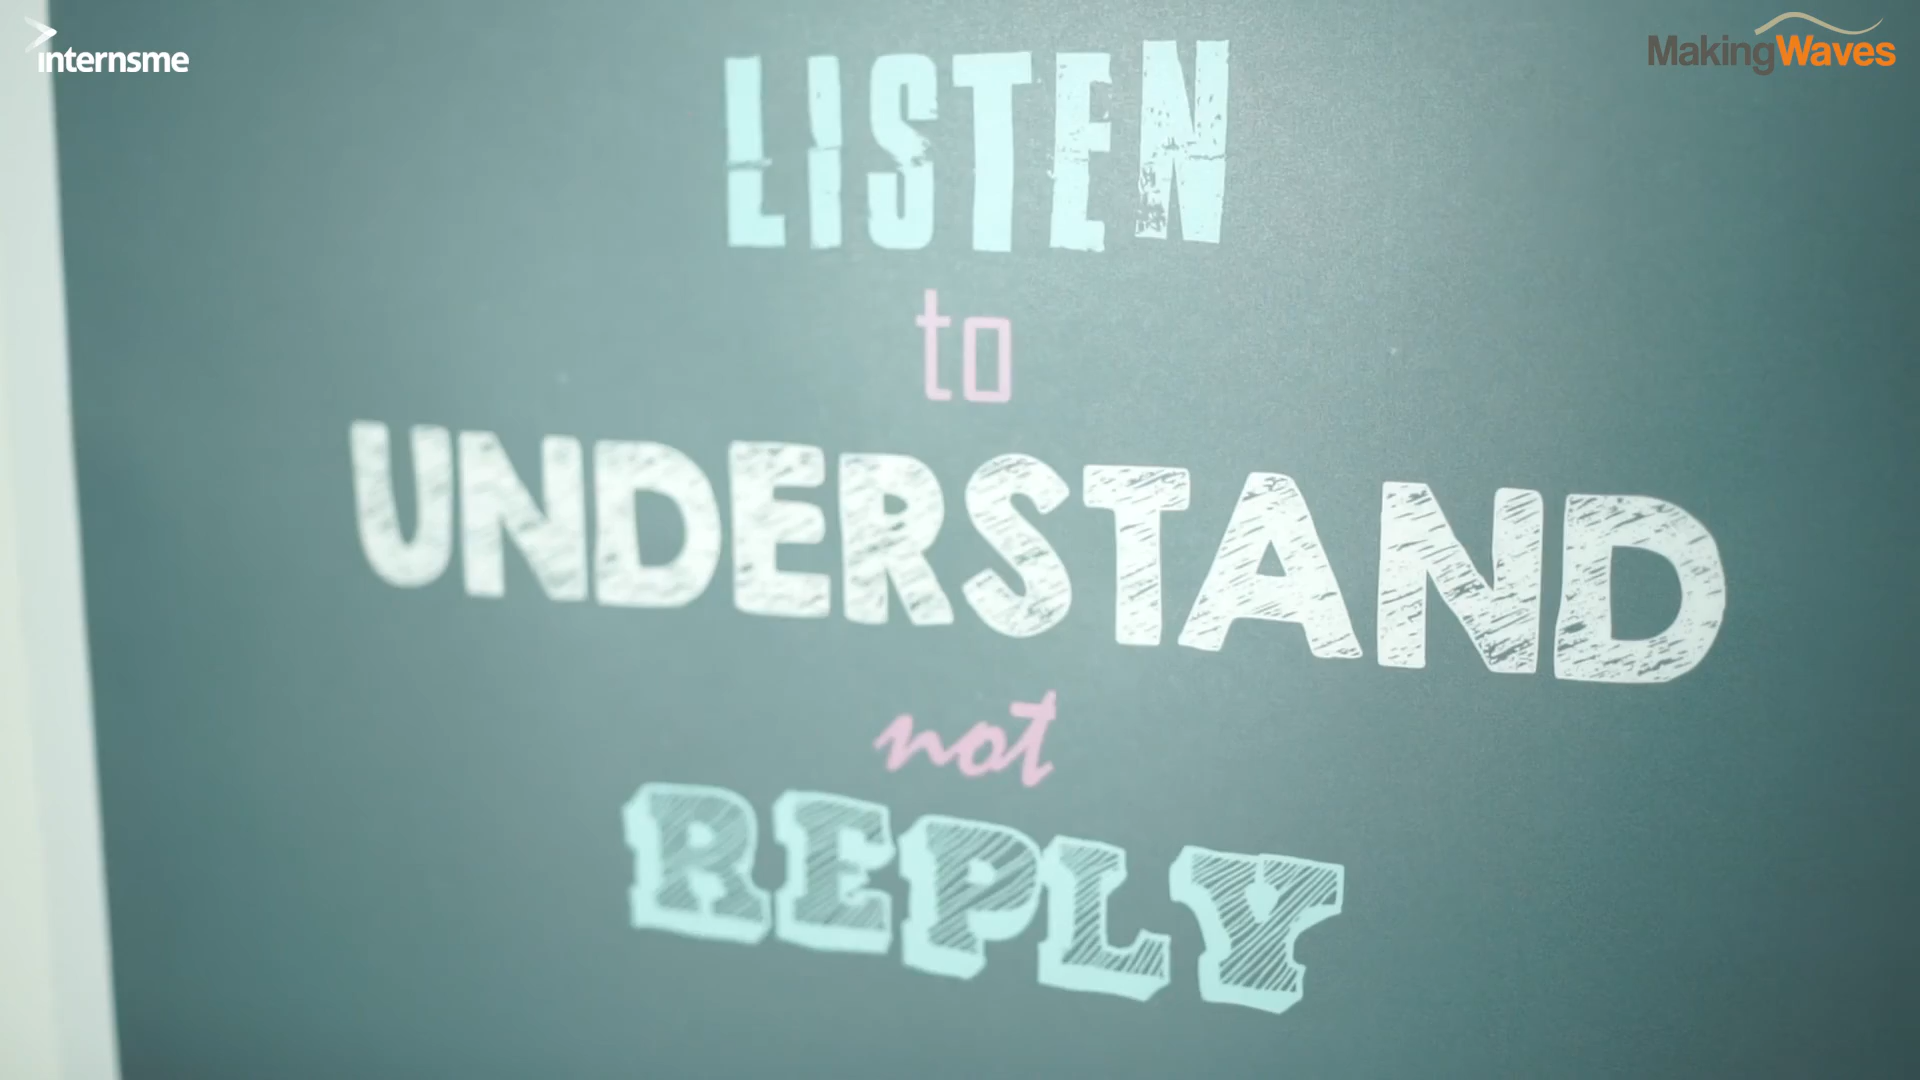 internsme
MakingWaves
LISTEN
to
UNDERSTAND
not
REPLY